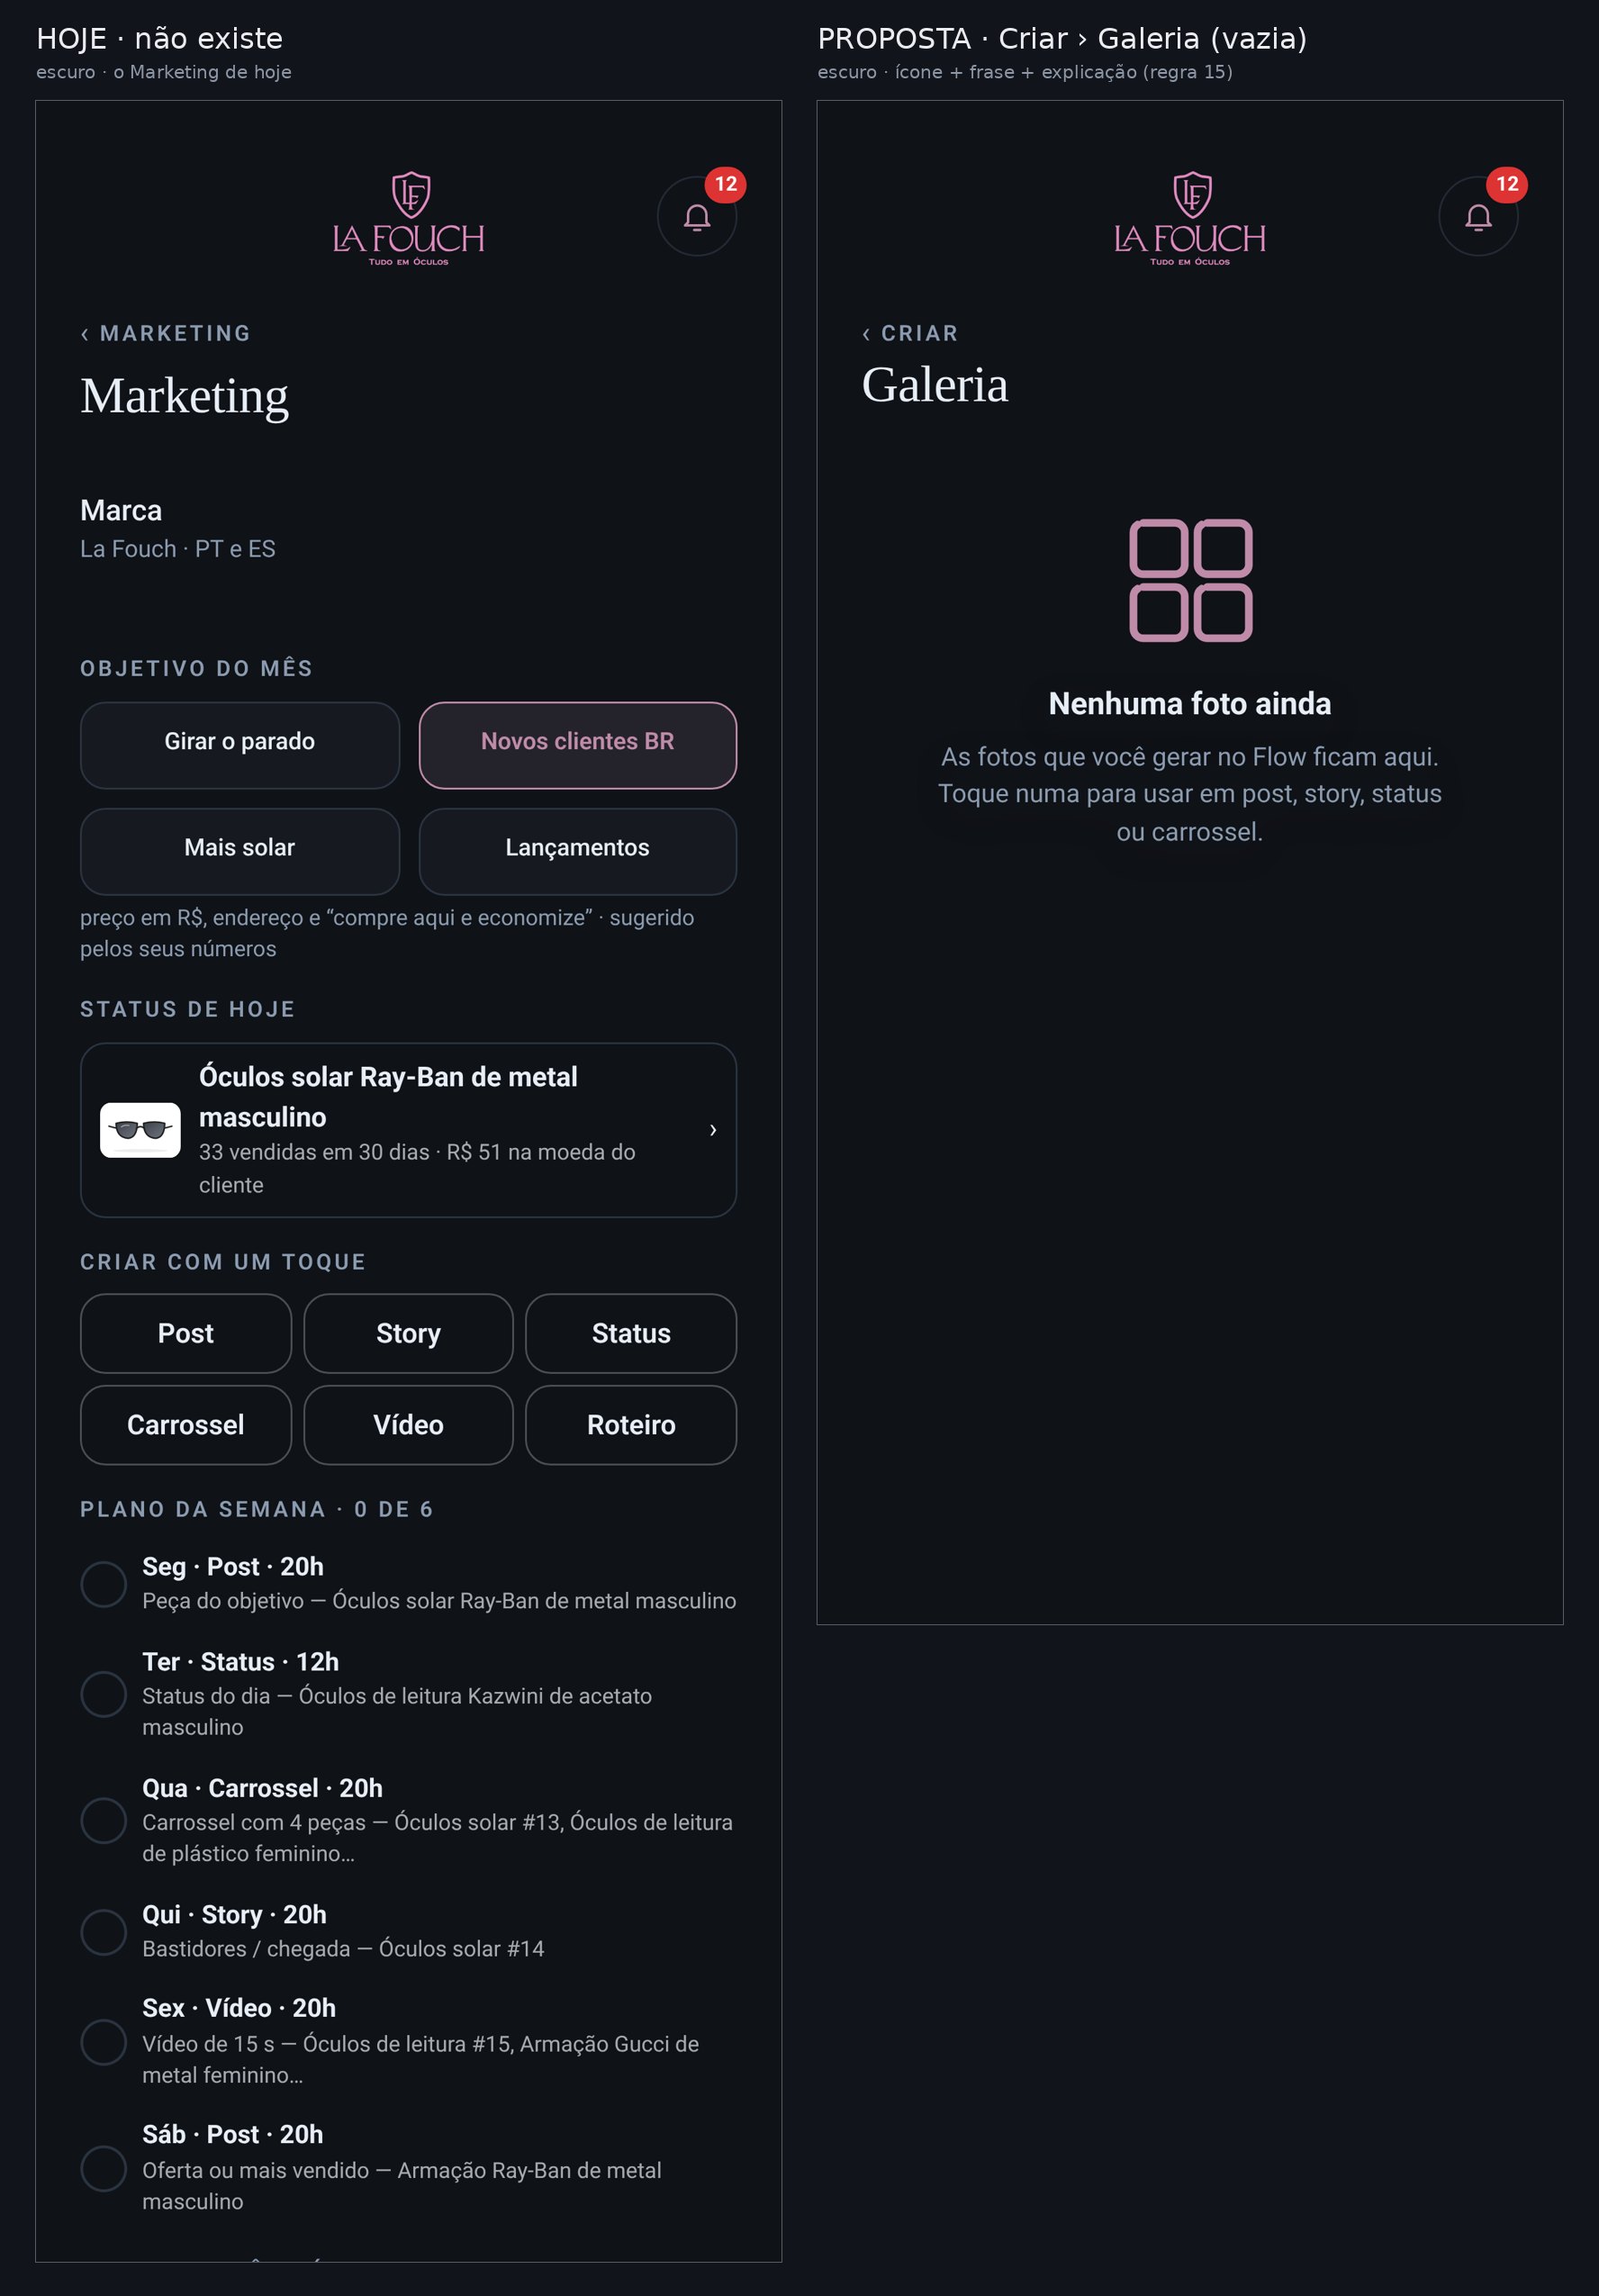 HOJE · não existe
escuro · o Marketing de hoje
LF
LA FOUCH
TUDO EM ÓCULOS
12
‹ MARKETING
Marketing
Marca
La Fouch · PT e ES
OBJETIVO DO MÊS
Girar o parado
Novos clientes BR
Mais solar
Lançamentos
preço em R$, endereço e “compre aqui e economize” · sugerido
pelos seus números
STATUS DE HOJE
Óculos solar Ray-Ban de metal
masculino
33 vendidas em 30 dias · R$ 51 na moeda do
cliente
›
CRIAR COM UM TOQUE
Post
Story
Status
Carrossel
Vídeo
Roteiro
PLANO DA SEMANA · 0 DE 6
Seg · Post · 20h
Peça do objetivo — Óculos solar Ray-Ban de metal masculino
Ter · Status · 12h
Status do dia — Óculos de leitura Kazwini de acetato
masculino
Qua · Carrossel · 20h
Carrossel com 4 peças — Óculos solar #13, Óculos de leitura
de plástico feminino…
Qui · Story · 20h
Bastidores / chegada — Óculos solar #14
Sex · Vídeo · 20h
Vídeo de 15 s — Óculos de leitura #15, Armação Gucci de
metal feminino…
Sáb · Post · 20h
Oferta ou mais vendido — Armação Ray-Ban de metal
masculino
PROPOSTA · Criar › Galeria (vazia)
escuro · ícone + frase + explicação (regra 15)
LF
LA FOUCH
TUDO EM ÓCULOS
12
‹ CRIAR
Galeria
Nenhuma foto ainda
As fotos que você gerar no Flow ficam aqui.
Toque numa para usar em post, story, status
ou carrossel.